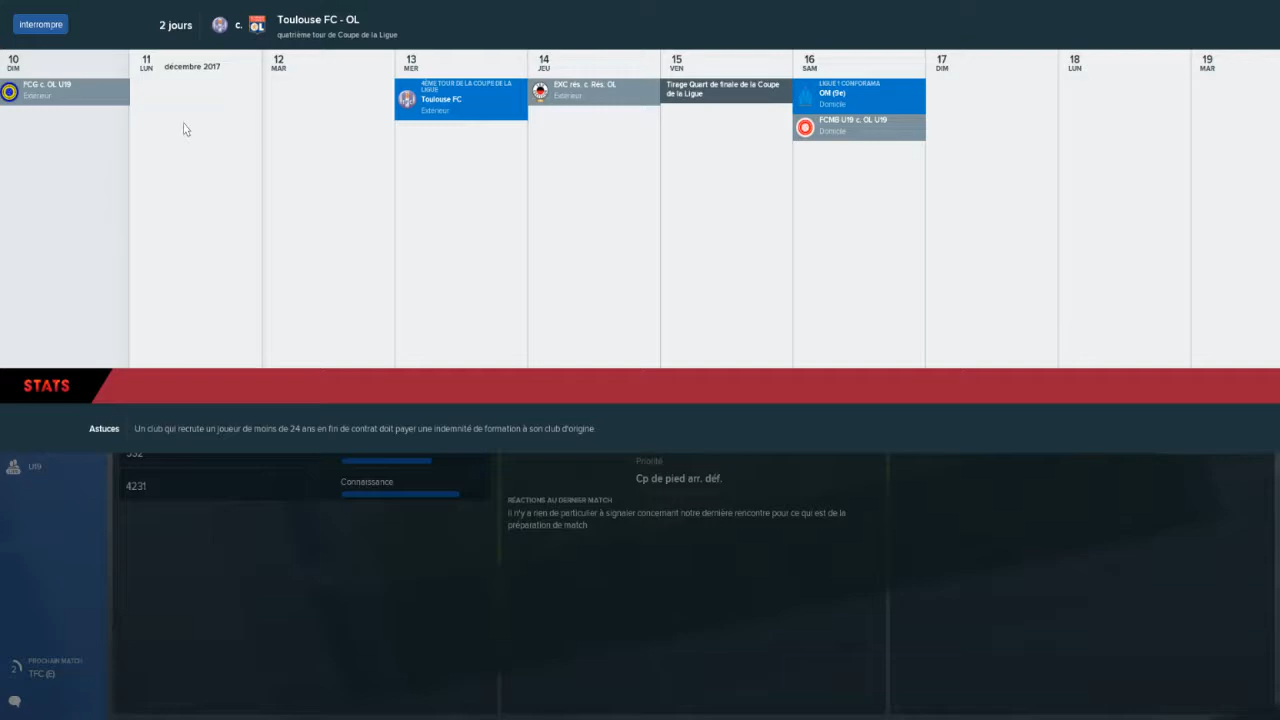 interrompre
2 jours
c.
Toulouse FC - OL
quatrième tour de Coupe de la Ligue
10
DIM
11
LUN
décembre 2017
12
MAR
13
MER
14
JEU
15
VEN
16
SAM
17
DIM
18
LUN
19
MAR
FCG c. OL U19
Extérieur
4ÈME TOUR DE LA COUPE DE LA
LIGUE
Toulouse FC
Extérieur
EXC rés. c. Rés. OL
Extérieur
Tirage Quart de finale de la Coupe
de la Ligue
LIGUE 1 CONFORAMA
OM (9e)
Domicile
FCMB U19 c. OL U19
Domicile
STATS
Astuces
Un club qui recrute un joueur de moins de 24 ans en fin de contrat doit payer une indemnité de formation à son club d'origine.
U19
4231
Connaissance
Priorité
Cp de pied arr. déf.
RÉACTIONS AU DERNIER MATCH
Il n'y a rien de particulier à signaler concernant notre dernière rencontre pour ce qui est de la
préparation de match
2
PROCHAIN MATCH
TFC (E)